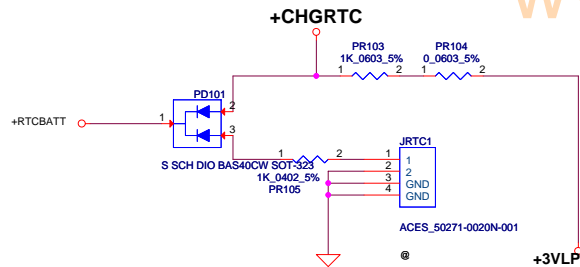 W
+CHGRTC
PR103
1K_0603_5%
PR104
0_0603_5%
1 2 1 2
PD101
2
+RTCBATT
1
3
S SCH DIO BAS40CW SOT-323
1 2
1K_0402_5%
PR105
JRTC1
1 1
2 2
3 GND
4 GND
ACES_50271-0020N-001
@
+3VLP